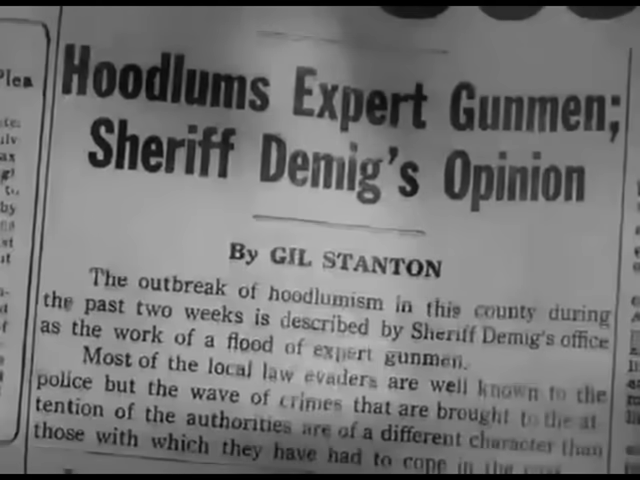 Plea
Hoodlums Expert Gunmen;
Sheriff Demig's Opinion
By GIL STANTON
The outbreak of hoodlumism in this county during
the past two weeks is described by Sheriff Demig's office
as the work of a flood of expert gunmen.
Most of the local law evaders are well known to the
police but the wave of crimes that are brought to the at
tention of the authorities are of a different character than
those with which they have had to cope in the